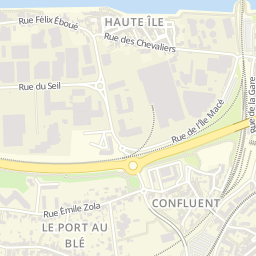 Rue Félix Éboué
HAUTE ÎLE
Rue des Chevaliers
Rue du Seil
Rue de l'Île Macé
Rue de la Gare
CONFLUENT
Rue Émile Zola
LE PORT AU
BLÉ